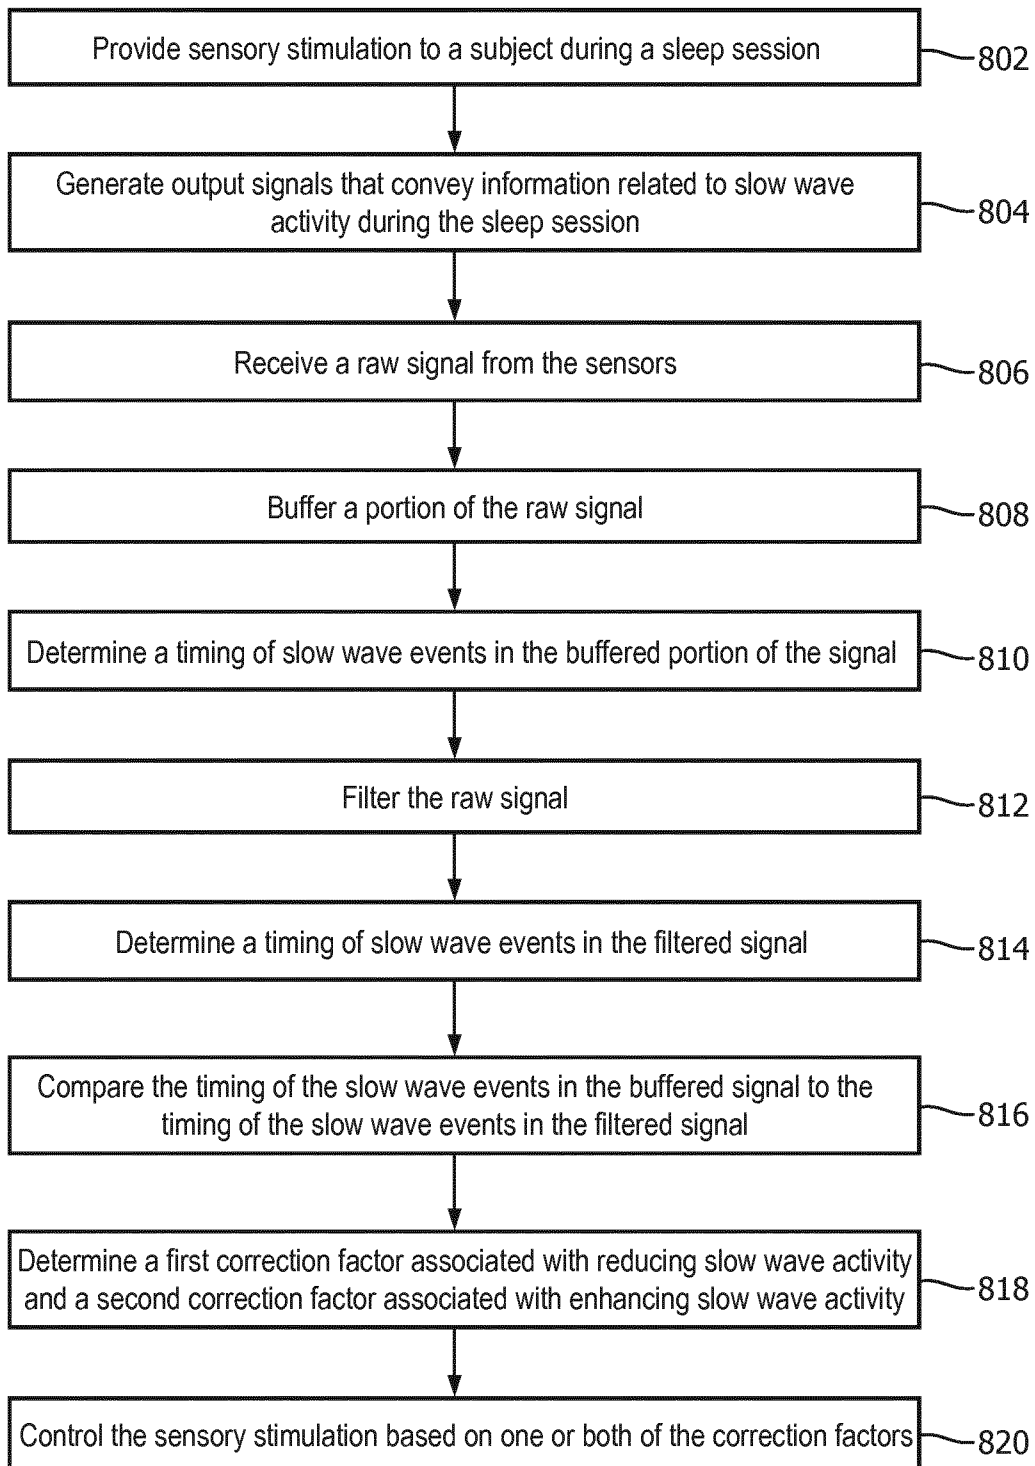 Provide sensory stimulation to a subject during a sleep session
802
Generate output signals that convey information related to slow wave
activity during the sleep session
804
Receive a raw signal from the sensors
806
Buffer a portion of the raw signal
808
Determine a timing of slow wave events in the buffered portion of the signal
810
Filter the raw signal
812
Determine a timing of slow wave events in the filtered signal
814
Compare the timing of the slow wave events in the buffered signal to the
timing of the slow wave events in the filtered signal
816
Determine a first correction factor associated with reducing slow wave activity
and a second correction factor associated with enhancing slow wave activity
818
Control the sensory stimulation based on one or both of the correction factors
820